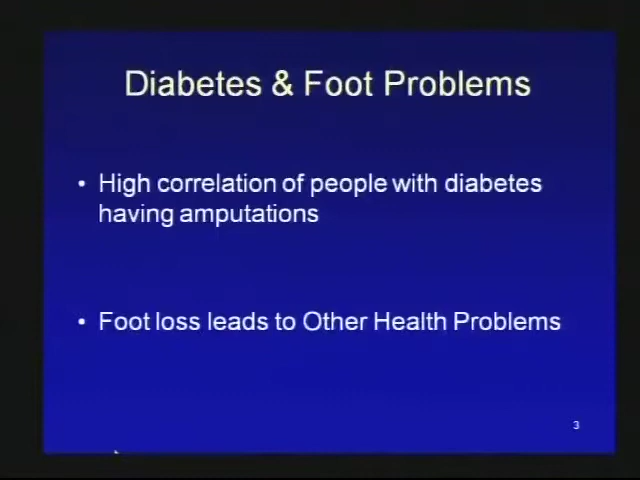 Diabetes & Foot Problems
• High correlation of people with diabetes
having amputations
• Foot loss leads to Other Health Problems
3